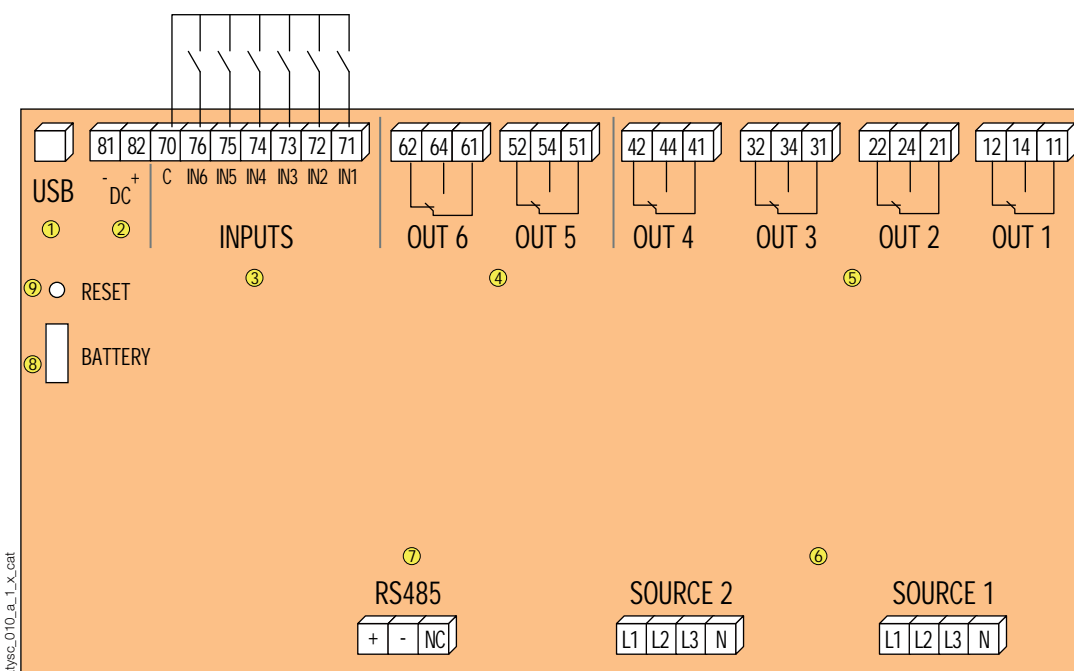 81 82 70 76 75 74 73 72 71 62 64 61 52 54 51 42 44 41 32 34 31 22 24 21 12 14 11
- + C IN6 IN5 IN4 IN3 IN2 IN1
USB DC
① ② INPUTS OUT 6 OUT 5 OUT 4 OUT 3 OUT 2 OUT 1
③ ④ ⑤
⑨ RESET
⑧ BATTERY
⑦ ⑥
RS485 SOURCE 2 SOURCE 1
+ - NC L1 L2 L3 N L1 L2 L3 N
tysc_010_a_1_x_cat